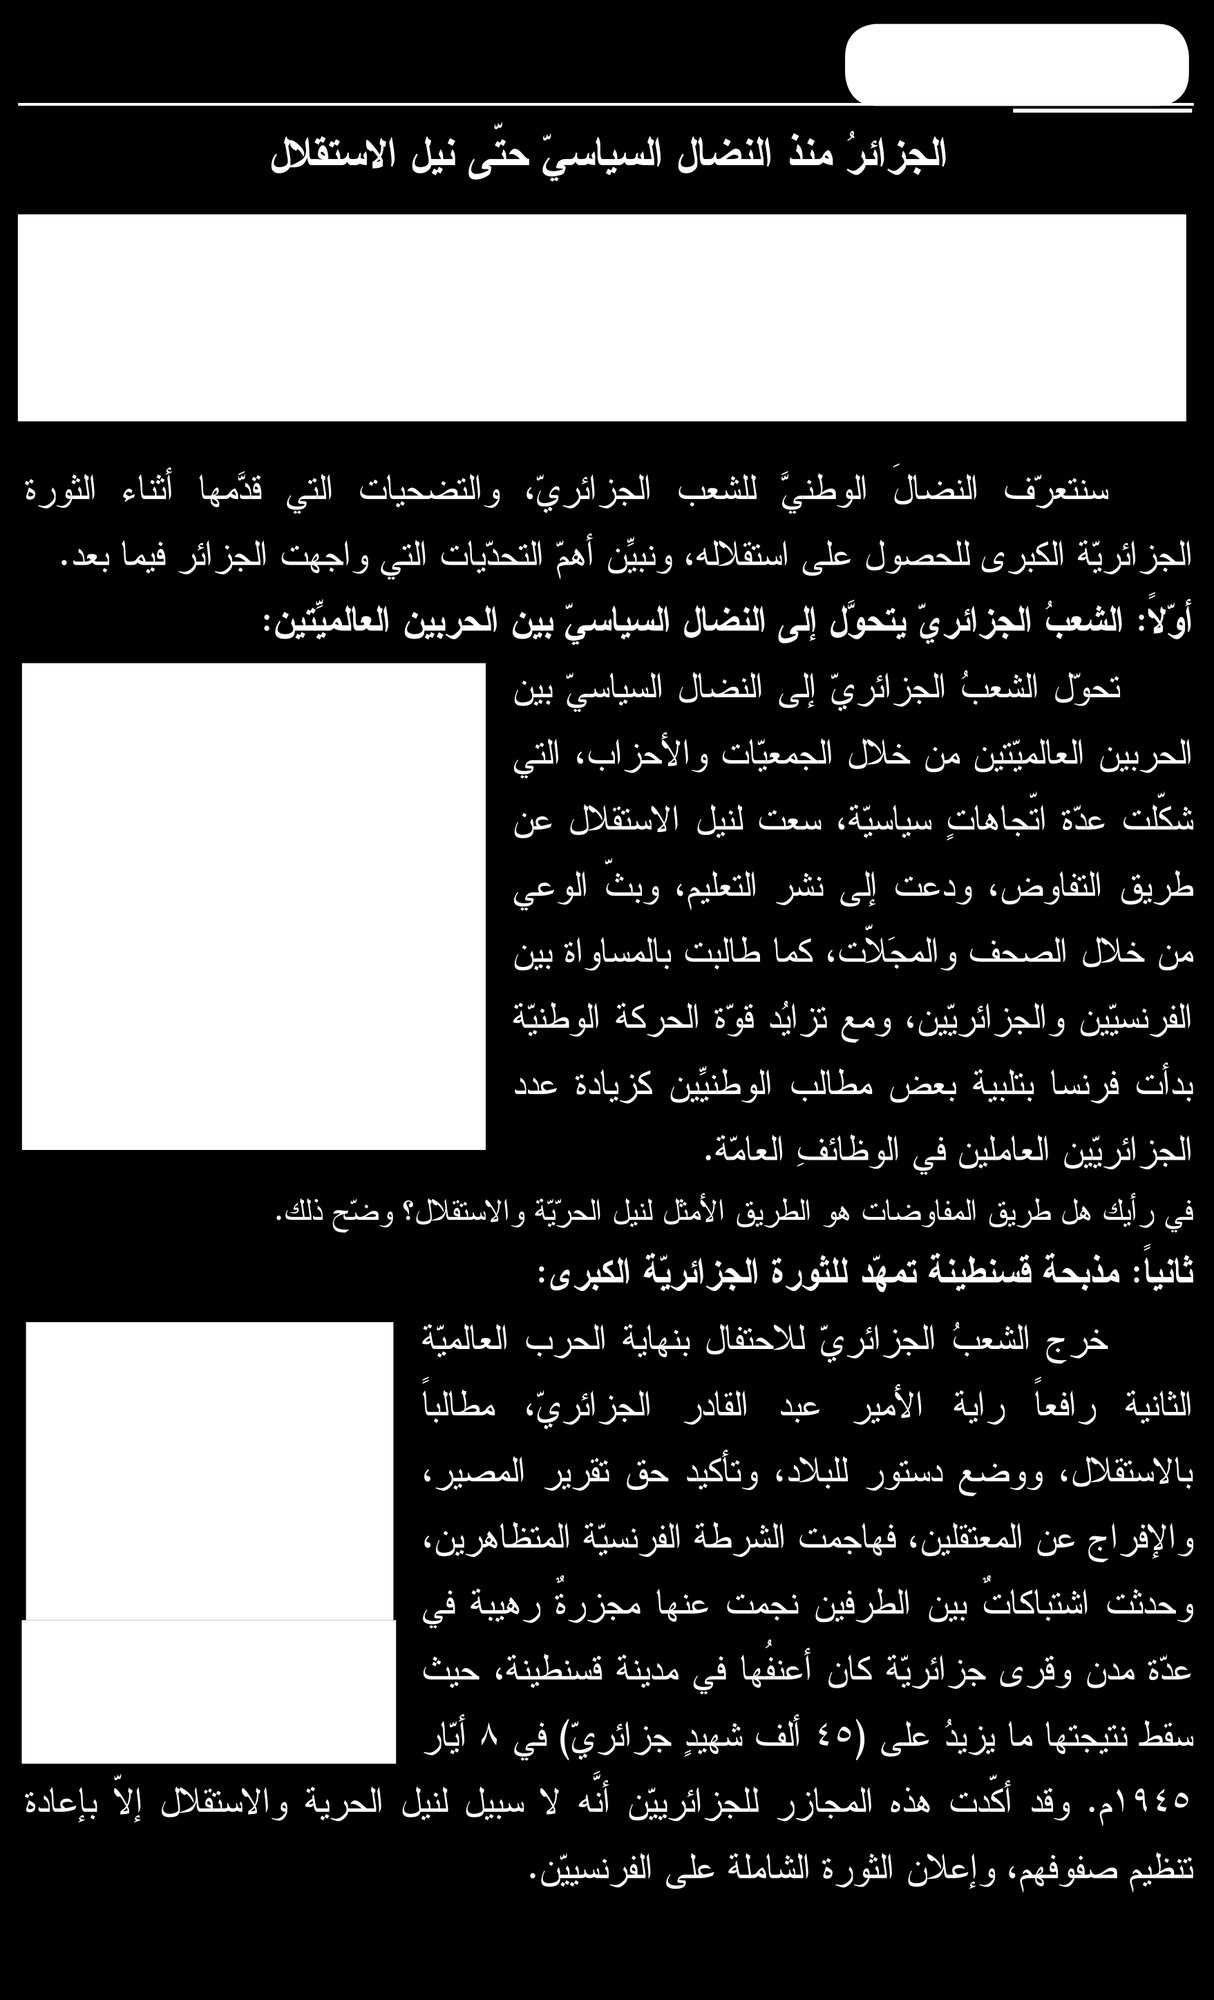 الجزائرُ منذ النضال السياسيّ حتّى نيل الاستقلال
سنتعرّف النضالَ الوطنيَّ للشعب الجزائريّ، والتضحيات التي قدَّمها أثناء الثورة
الجزائريّة الكبرى للحصول على استقلاله، ونبيِّن أهمّ التحدّيات التي واجهت الجزائر فيما بعد.
أوّلاً: الشعبُ الجزائريّ يتحوَّل إلى النضال السياسيّ بين الحربين العالميِّتين:
تحوّل الشعبُ الجزائريّ إلى النضال السياسيّ بين
الحربين العالميّتين من خلال الجمعيّات والأحزاب، التي
شكّلت عدّة اتّجاهاتٍ سياسيّة، سعت لنيل الاستقلال عن
طريق التفاوض، ودعت إلى نشر التعليم، وبثّ الوعي
من خلال الصحف والمجَلاّت، كما طالبت بالمساواة بين
الفرنسيّين والجزائريّين، ومع تزايُد قوّة الحركة الوطنيّة
بدأت فرنسا بتلبية بعض مطالب الوطنيِّين كزيادة عدد
الجزائريّين العاملين في الوظائفِ العامّة.
في رأيك هل طريق المفاوضات هو الطريق الأمثل لنيل الحرّيّة والاستقلال؟ وضّح ذلك.
ثانياً: مذبحة قسنطينة تمهّد للثورة الجزائريّة الكبرى:
خرج الشعبُ الجزائريّ للاحتفال بنهاية الحرب العالميّة
الثانية رافعاً راية الأمير عبد القادر الجزائريّ، مطالباً
بالاستقلال، ووضع دستور للبلاد، وتأكيد حق تقرير المصير،
والإفراج عن المعتقلين، فهاجمت الشرطة الفرنسيّة المتظاهرين،
وحدثت اشتباكاتٌ بين الطرفين نجمت عنها مجزرةٌ رهيبة في
عدّة مدن وقرى جزائريّة كان أعنفُها في مدينة قسنطينة، حيث
سقط نتيجتها ما يزيدُ على (٤٥ ألف شهيدٍ جزائريّ) في ٨ أيّار
١٩٤٥م. وقد أكّدت هذه المجازر للجزائرييّن أنَّه لا سبيل لنيل الحرية والاستقلال إلاّ بإعادة
تنظيم صفوفهم، وإعلان الثورة الشاملة على الفرنسييّن.